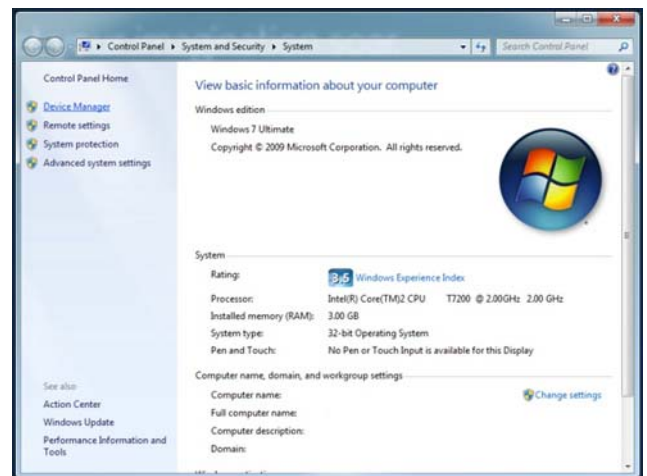 Control Panel ▸ System and Security ▸ System
Search Control Panel
Control Panel Home
Device Manager
Remote settings
System protection
Advanced system settings
See also
Action Center
Windows Update
Performance Information and
Tools
View basic information about your computer
Windows edition
Windows 7 Ultimate
Copyright © 2009 Microsoft Corporation. All rights reserved.
System
Rating: 3,5 Windows Experience Index
Processor: Intel(R) Core(TM)2 CPU T7200 @ 2.00GHz 2.00 GHz
Installed memory (RAM): 3.00 GB
System type: 32-bit Operating System
Pen and Touch: No Pen or Touch Input is available for this Display
Computer name, domain, and workgroup settings
Computer name: Change settings
Full computer name:
Computer description:
Domain: